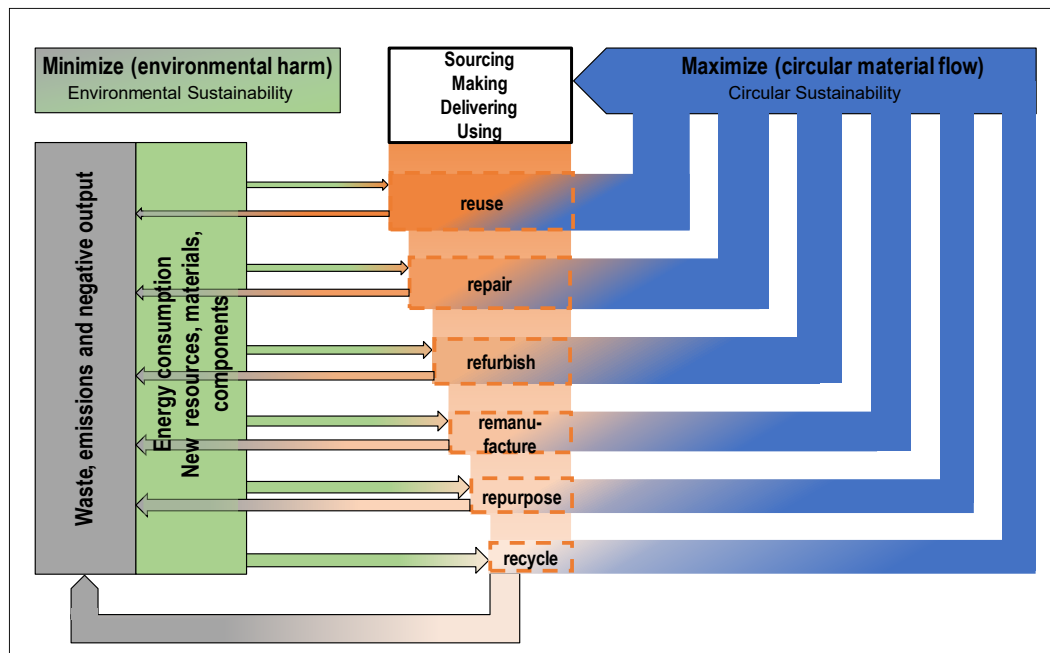 Minimize (environmental harm)
Environmental Sustainability
Sourcing
Making
Delivering
Using
Maximize (circular material flow)
Circular Sustainability
Waste, emissions and negative output
Energy consumption
New resources, materials,
components
reuse
repair
refurbish
remanu-
facture
repurpose
recycle